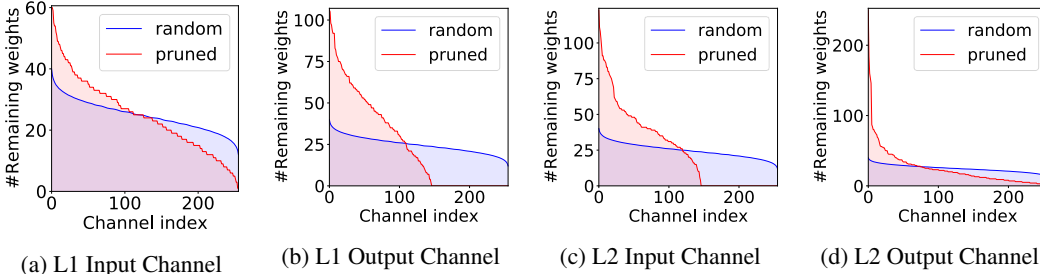 60
40
20
0
#Remaining weights
random
pruned
0 100 200
Channel index
(a) L1 Input Channel
100
75
50
25
0
#Remaining weights
random
pruned
0 100 200
Channel index
(b) L1 Output Channel
100
75
50
25
0
#Remaining weights
random
pruned
0 100 200
Channel index
(c) L2 Input Channel
200
100
0
#Remaining weights
random
pruned
0 100 200
Channel index
(d) L2 Output Channel